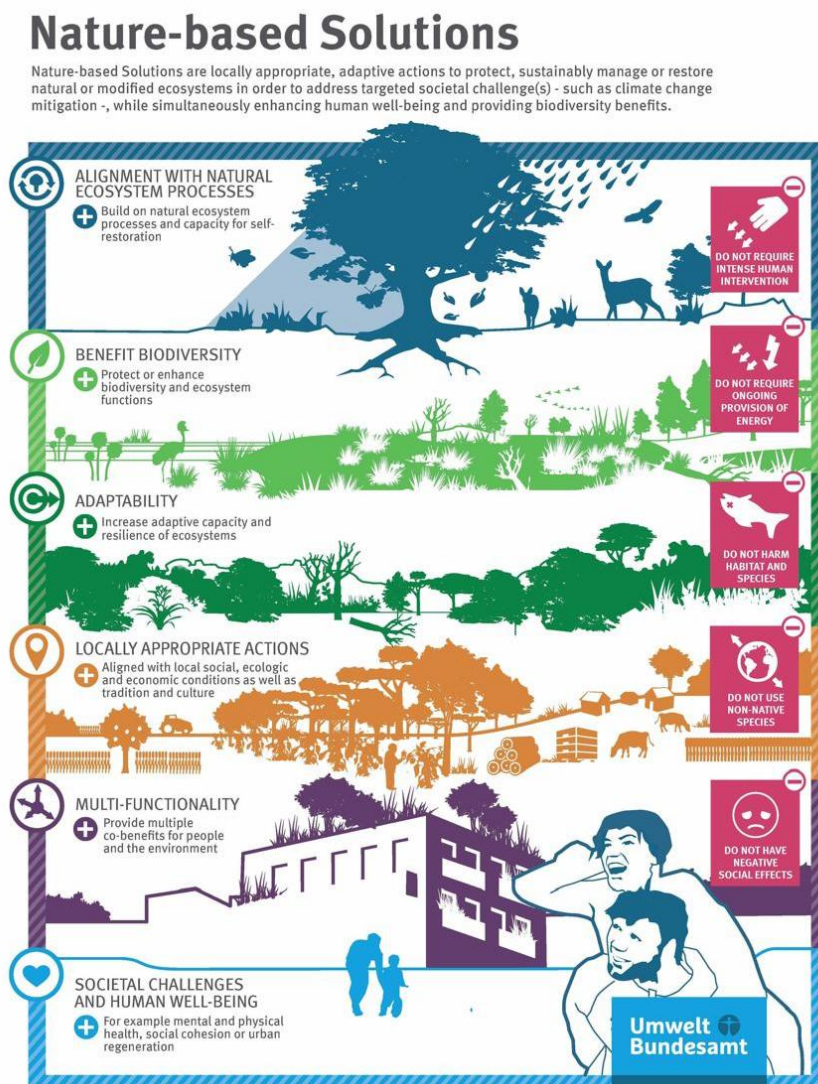 Nature-based Solutions
Nature-based Solutions are locally appropriate, adaptive actions to protect, sustainably manage or restore
natural or modified ecosystems in order to address targeted societal challenge(s) - such as climate change
mitigation -, while simultaneously enhancing human well-being and providing biodiversity benefits.
ALIGNMENT WITH NATURAL
ECOSYSTEM PROCESSES
Build on natural ecosystem
processes and capacity for self-
restoration
DO NOT REQUIRE
INTENSE HUMAN
INTERVENTION
BENEFIT BIODIVERSITY
Protect or enhance
biodiversity and ecosystem
functions
DO NOT REQUIRE
ONGOING
PROVISION OF
ENERGY
ADAPTABILITY
Increase adaptive capacity and
resilience of ecosystems
DO NOT HARM
HABITAT AND
SPECIES
LOCALLY APPROPRIATE ACTIONS
Aligned with local social, ecologic
and economic conditions as well as
tradition and culture
DO NOT USE
NON-NATIVE
SPECIES
MULTI-FUNCTIONALITY
Provide multiple
co-benefits for people
and the environment
DO NOT HAVE
NEGATIVE
SOCIAL EFFECTS
SOCIETAL CHALLENGES
AND HUMAN WELL-BEING
For example mental and physical
health, social cohesion or urban
regeneration
Umwelt
Bundesamt